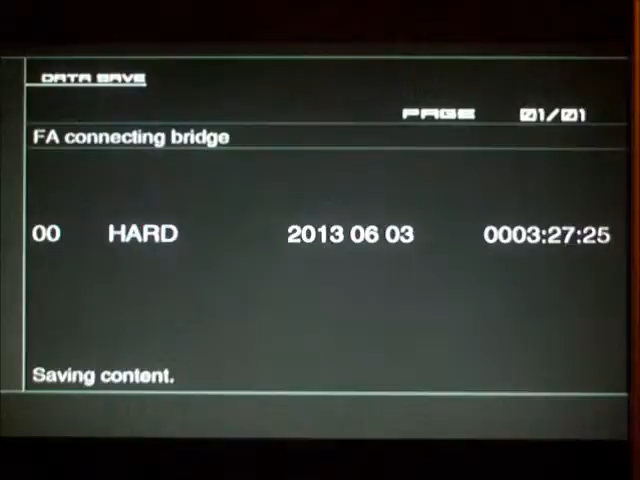 DATA SAVE
PAGE 01/01
FA connecting bridge
00 HARD 2013 06 03 0003:27:25
Saving content.